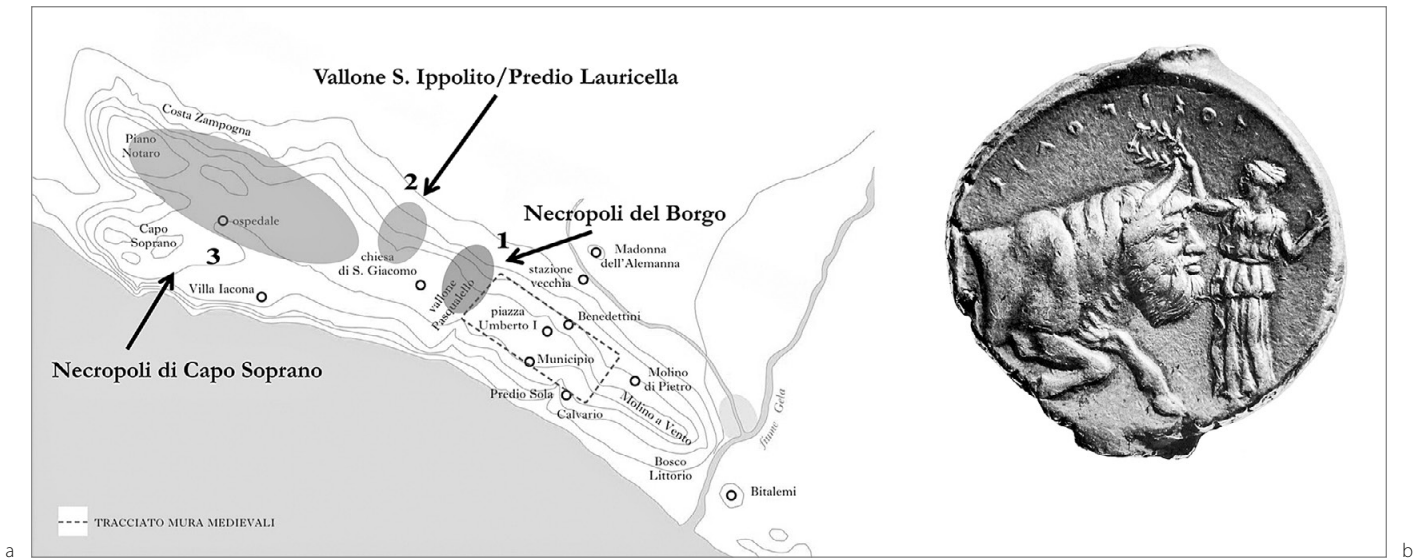 Vallone S. Ippolito/Predio Lauricella
Costa Zampogna
Piano
Notaro
2
Necropoli del Borgo
ospedale
Capo
Soprano
3
1
Madonna
dell'Alemanna
chiesa
di S. Giacomo
stazione
vecchia
Villa Iacona
vallone
Pasqualello
piazza
Umberto I
Benedettini
Necropoli di Capo Soprano
Municipio
Molino
di Pietro
Predio Sola
Calvario
Molino a Vento
fiume Gela
Bosco
Littorio
Bitalemi
TRACCIATO MURA MEDIEVALI
a
b